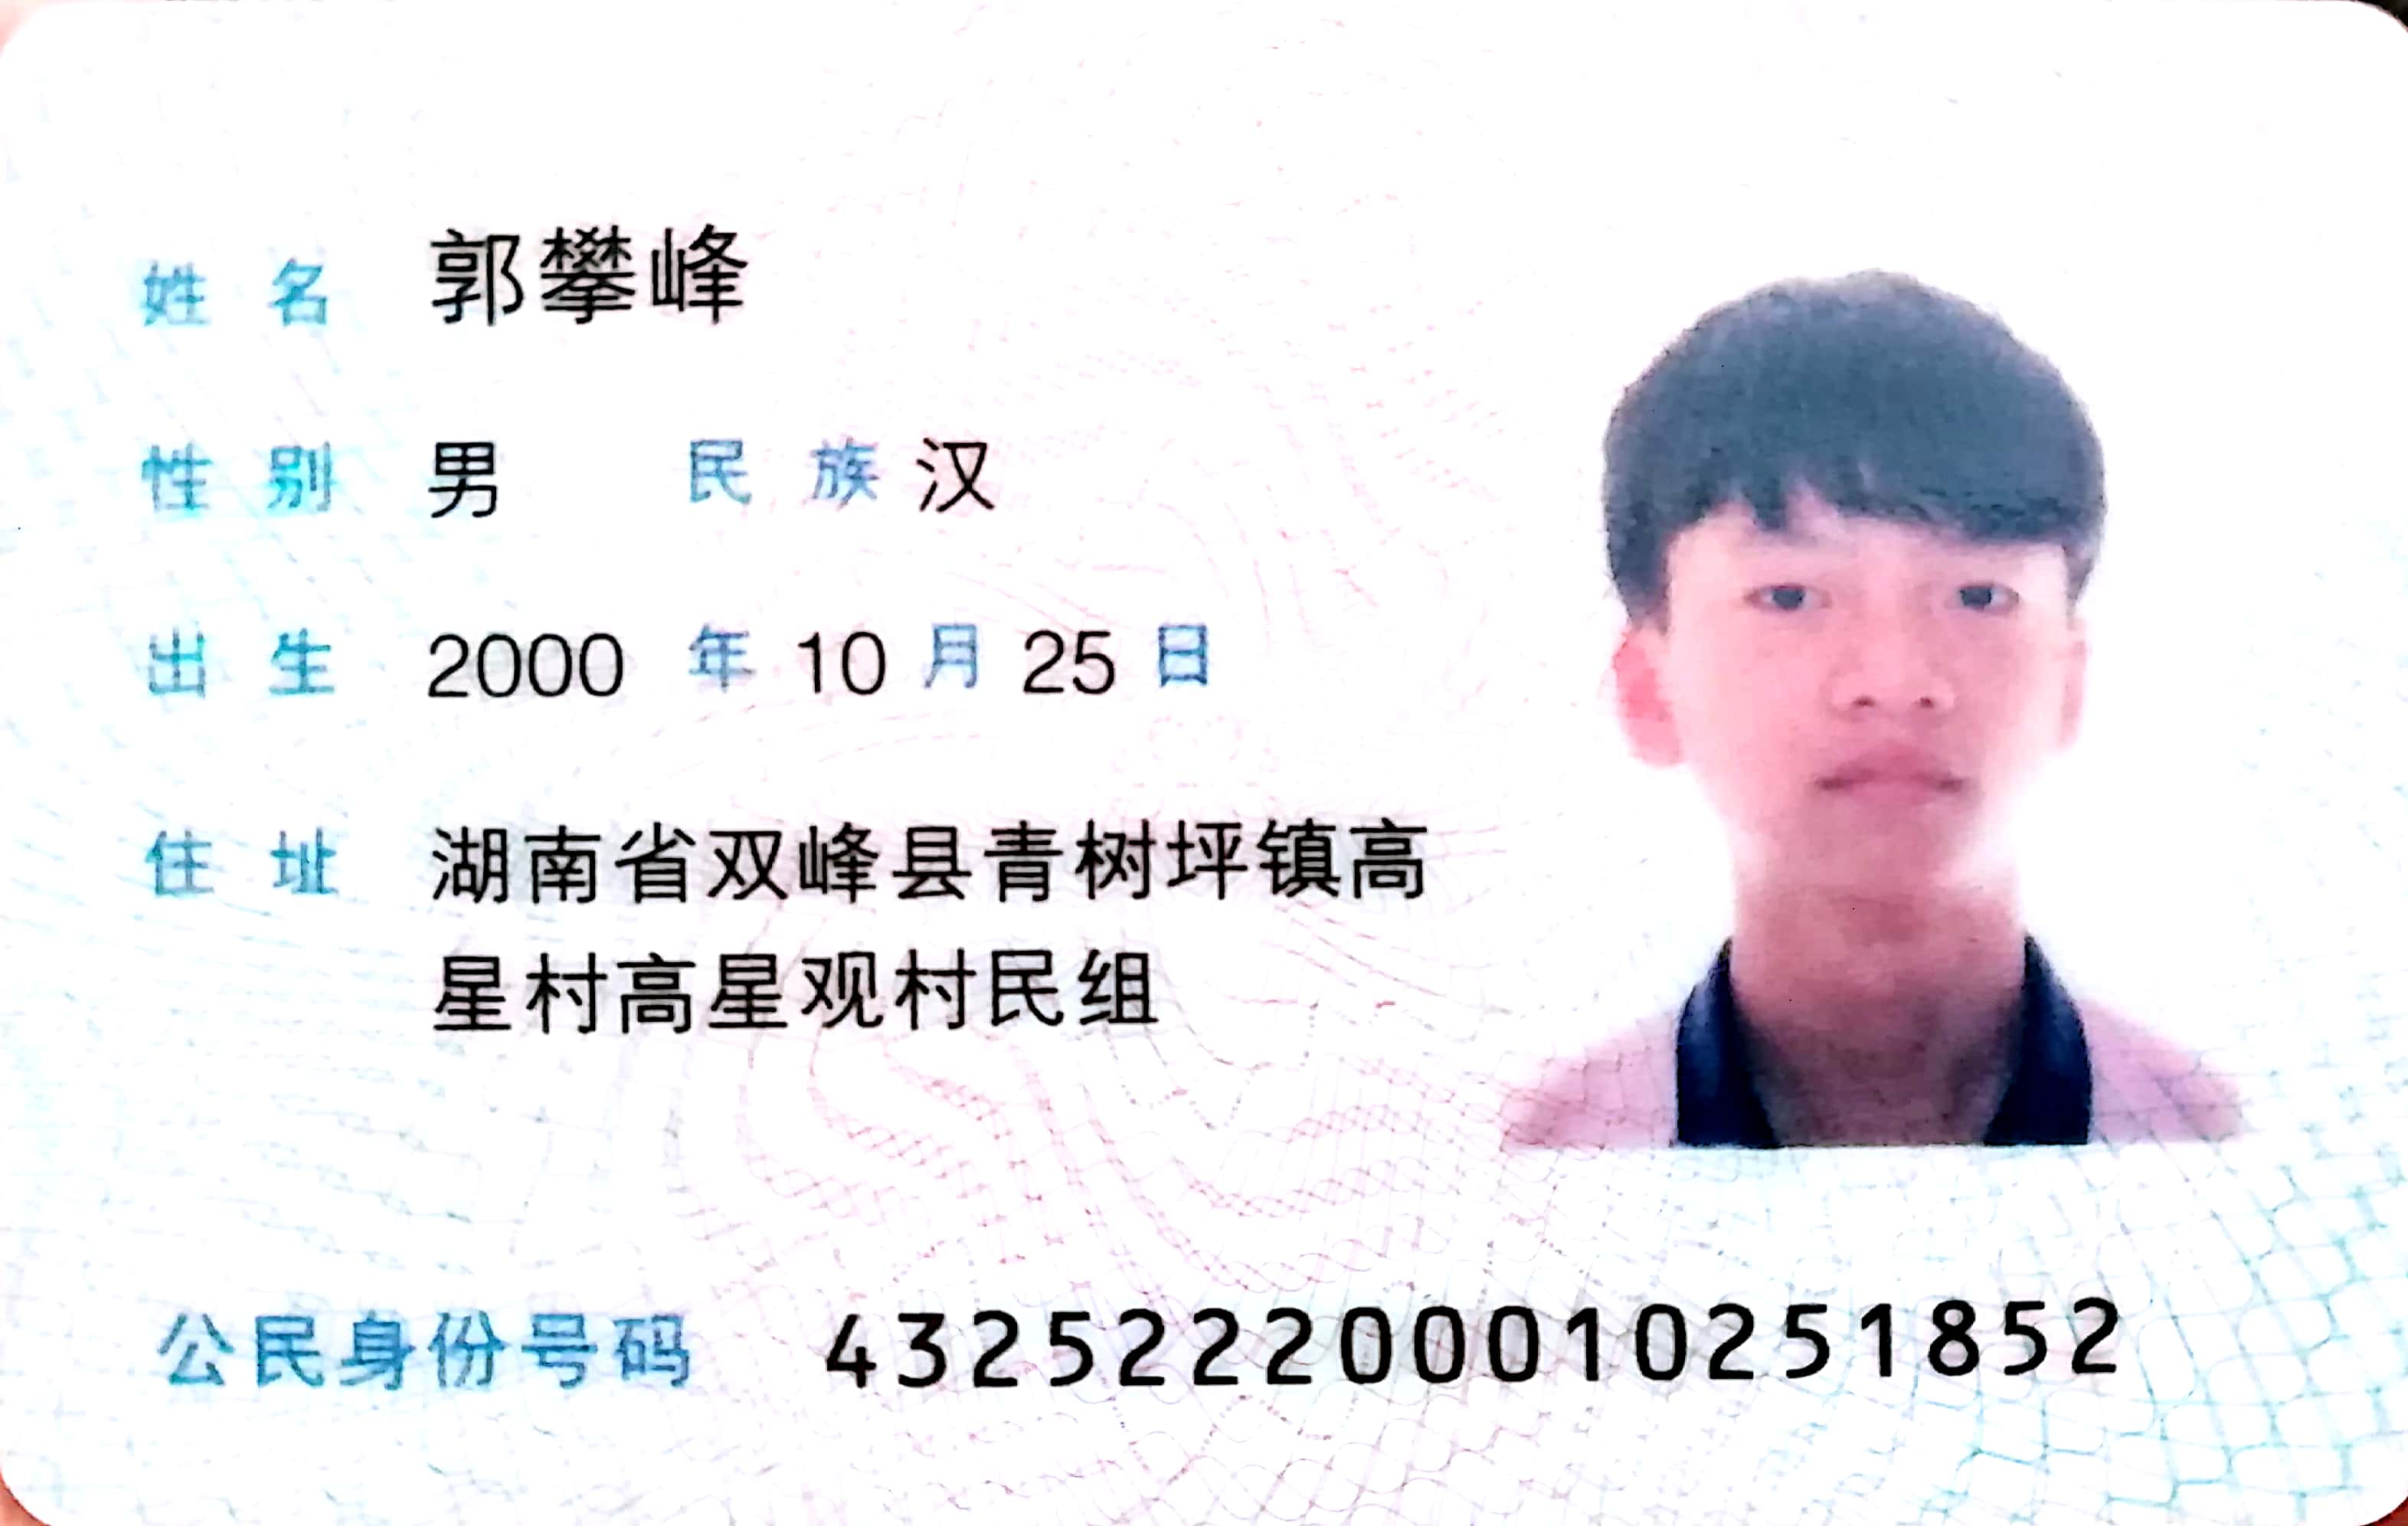 姓名 郭攀峰
性别 男 民族 汉
出生 2000 年 10 月 25 日
住址 湖南省双峰县青树坪镇高
星村高星观村民组
公民身份号码 432522200010251852